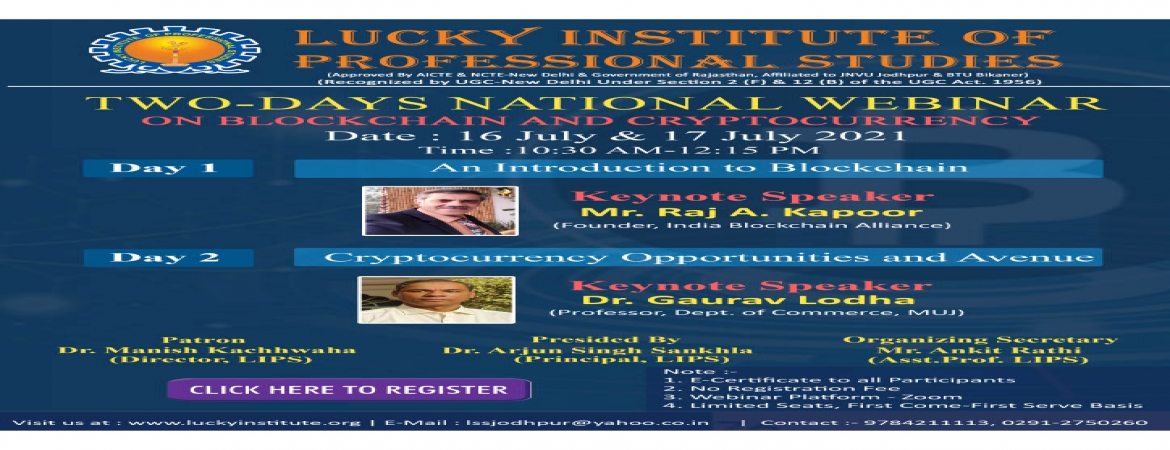 LUCKY INSTITUTE OF
PROFESSIONAL STUDIES
(Approved By AICTE & NCTE-New Delhi & Government of Rajasthan, Affiliated to JNVU Jodhpur & BTU Bikaner)
(Recognized by UGC-New Delhi Under Section 2 (F) & 12 (B) of the UGC Act. 1956)
TWO-DAYS NATIONAL WEBINAR
ON BLOCKCHAIN AND CRYPTOCURRENCY
Date : 16 July & 17 July 2021
Time :10:30 AM-12:15 PM
Day 1 An Introduction to Blockchain
Keynote Speaker
Mr. Raj A. Kapoor
(Founder, India Blockchain Alliance)
Day 2 Cryptocurrency Opportunities and Avenue
Keynote Speaker
Dr. Gaurav Lodha
(Professor, Dept. of Commerce, MUJ)
Patron
Dr. Manish Kachhwaha
(Director, LIPS)
Presided By
Dr. Arjun Singh Sankhla
(Principal, LIPS)
Organizing Secretary
Mr. Ankit Rathi
(Asst.Prof. LIPS)
CLICK HERE TO REGISTER
Note :-
1. E-Certificate to all Participants
2. No Registration Fee
3. Webinar Platform - Zoom
4. Limited Seats, First Come-First Serve Basis
Visit us at : www.luckyinstitute.org | E-Mail : lssjodhpur@yahoo.co.in | Contact :- 9784211113, 0291-2750260